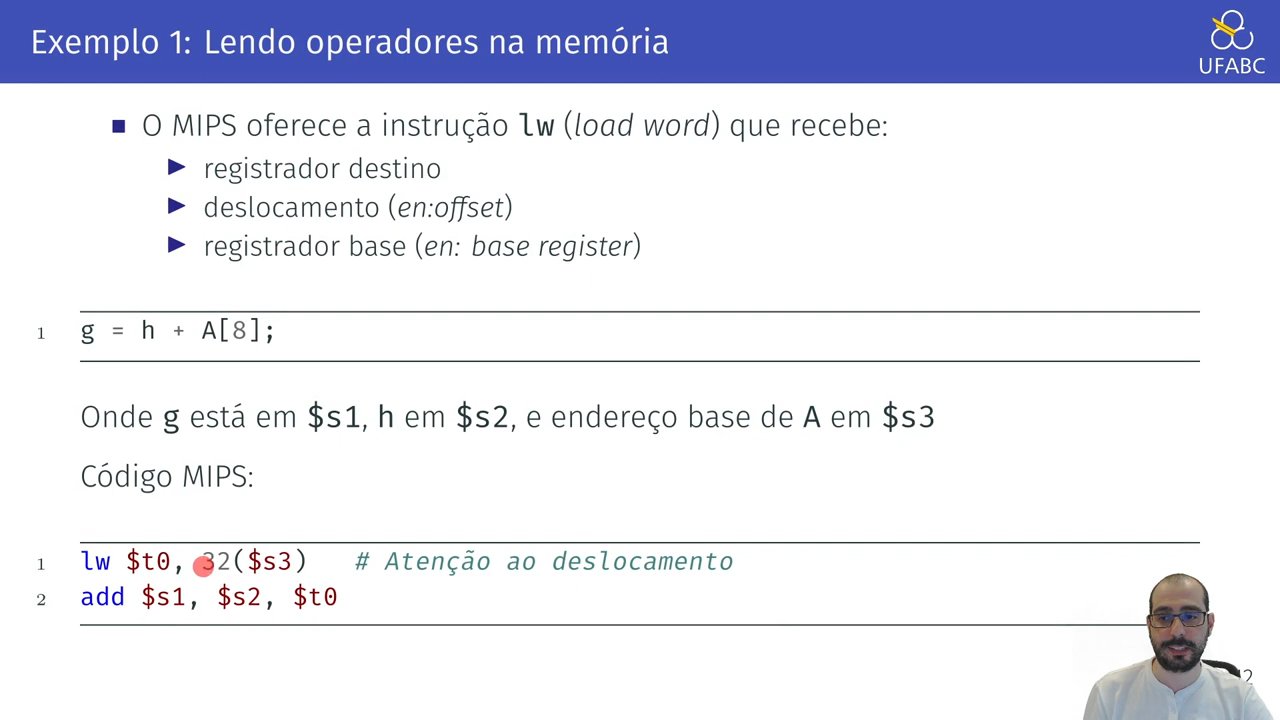 Exemplo 1: Lendo operadores na memória
UFABC
O MIPS oferece a instrução lw (load word) que recebe:
registrador destino
deslocamento (en:offset)
registrador base (en: base register)
1 g = h + A[8];
Onde g está em $s1, h em $s2, e endereço base de A em $s3
Código MIPS:
1 lw $t0, 32($s3) # Atenção ao deslocamento
2 add $s1, $s2, $t0